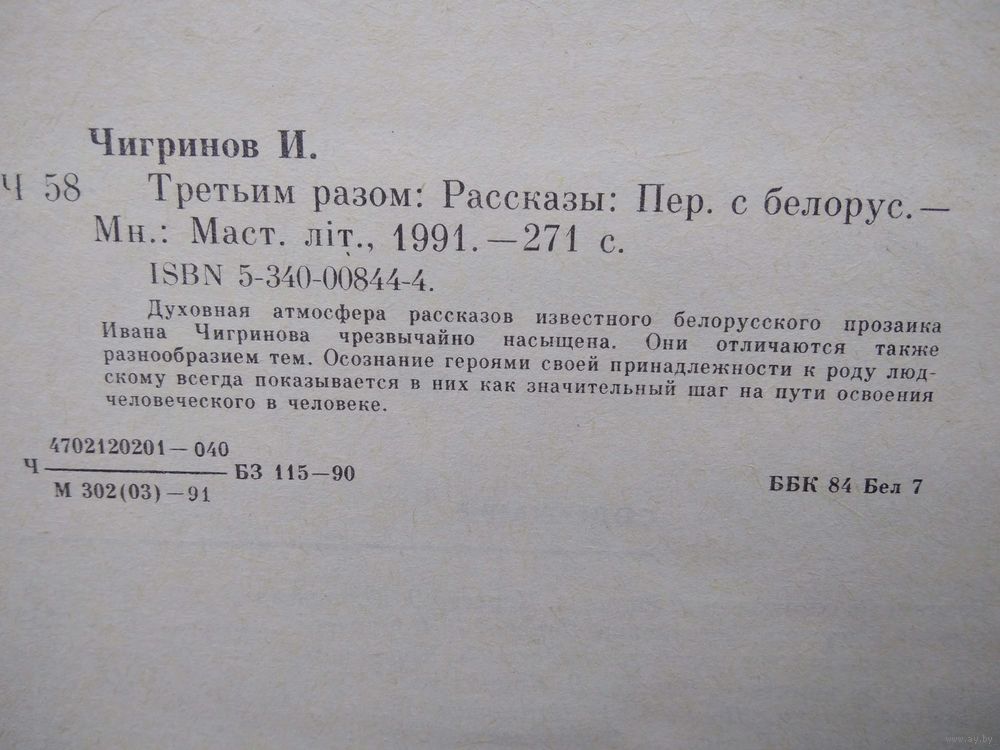 Чигринов И.
Ч 58 Третьим разом: Рассказы: Пер. с белорус.—
Мн.: Маст. літ., 1991.—271 с.
ISBN 5-340-00844-4.
Духовная атмосфера рассказов известного белорусского прозаика
Ивана Чигринова чрезвычайно насыщена. Они отличаются также
разнообразием тем. Осознание героями своей принадлежности к роду люд-
скому всегда показывается в них как значительный шаг на пути освоения
человеческого в человеке.
4702120201—040
Ч БЗ 115—90
М 302(03)—91
ББК 84 Бел 7
www.ay.by